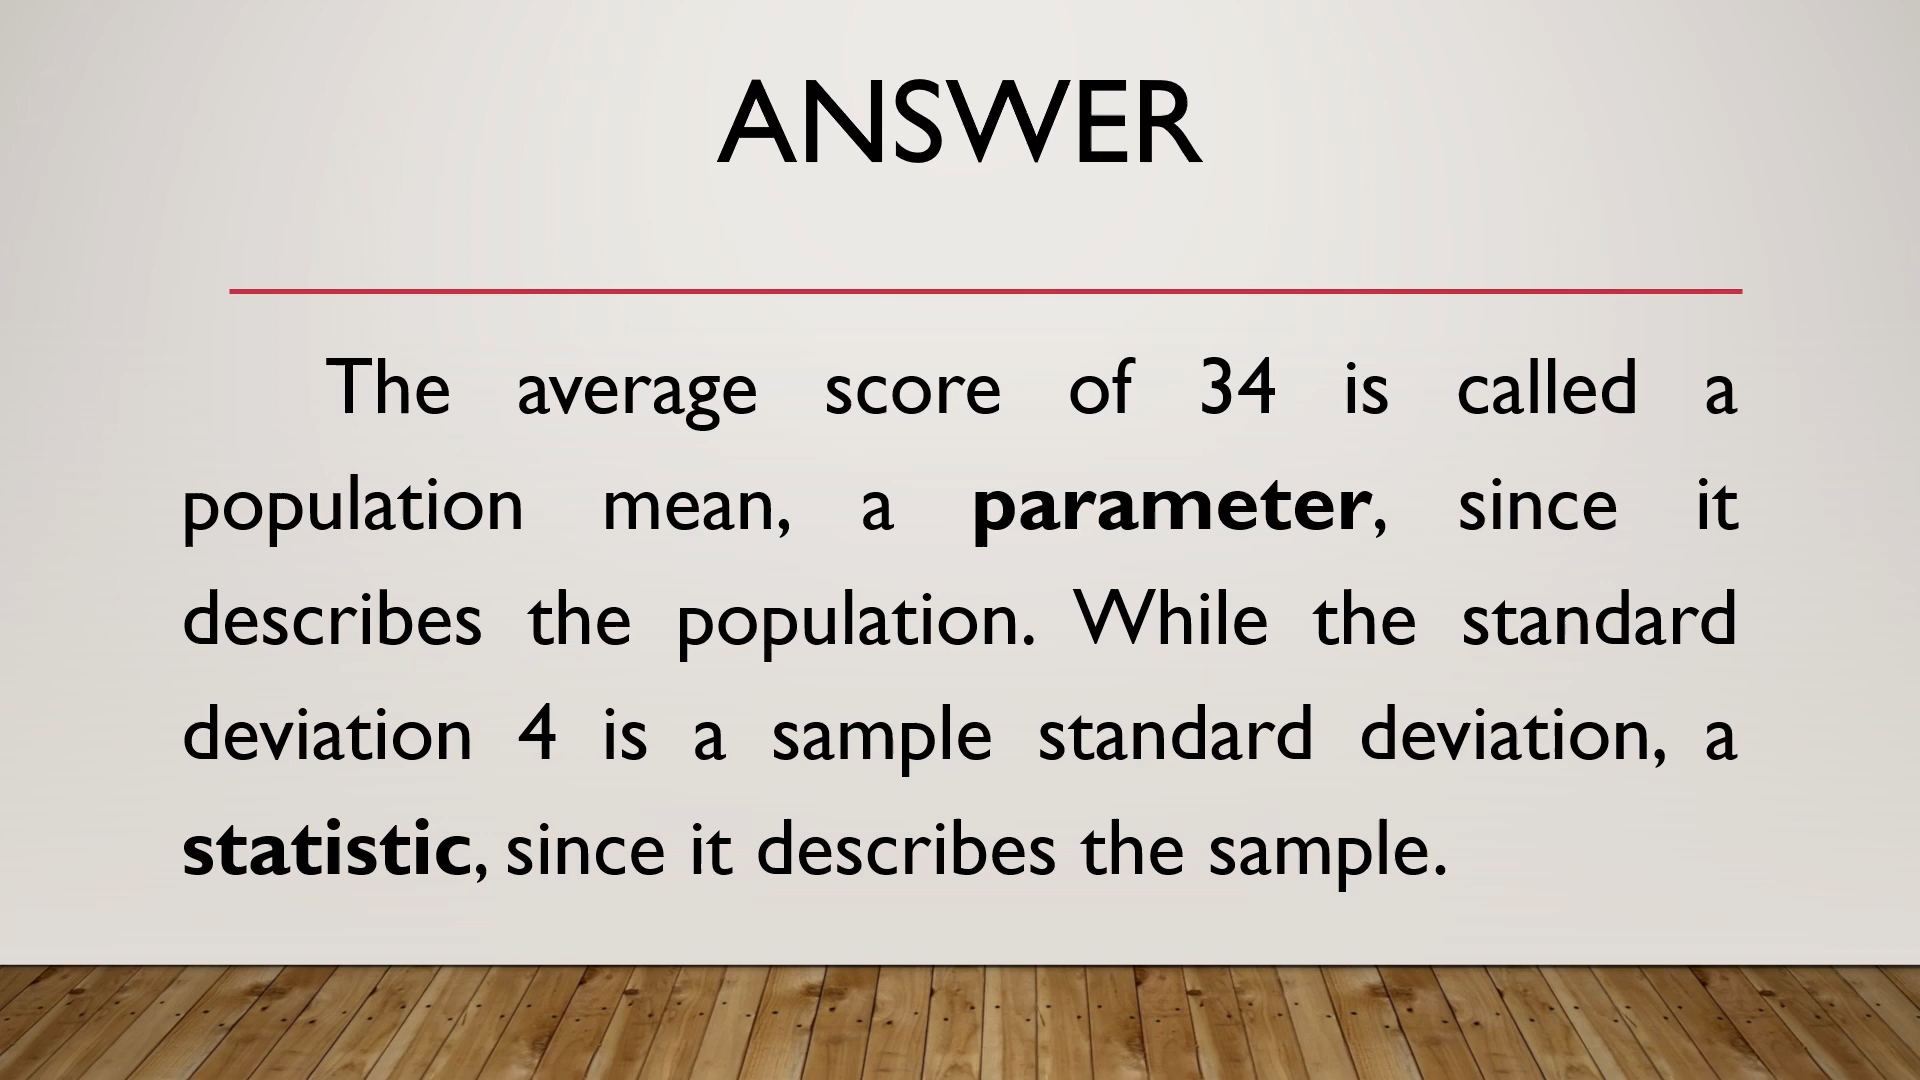 ANSWER
The average score of 34 is called a
population mean, a parameter, since it
describes the population. While the standard
deviation 4 is a sample standard deviation, a
statistic, since it describes the sample.